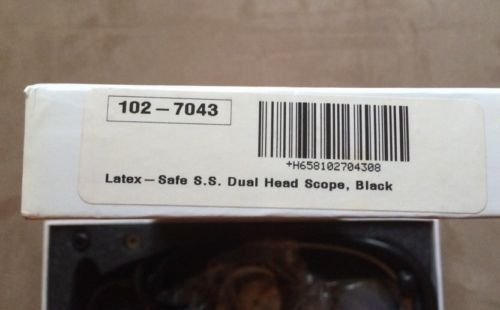 102-7043
+H658102704308
Latex-Safe S.S. Dual Head Scope, Black